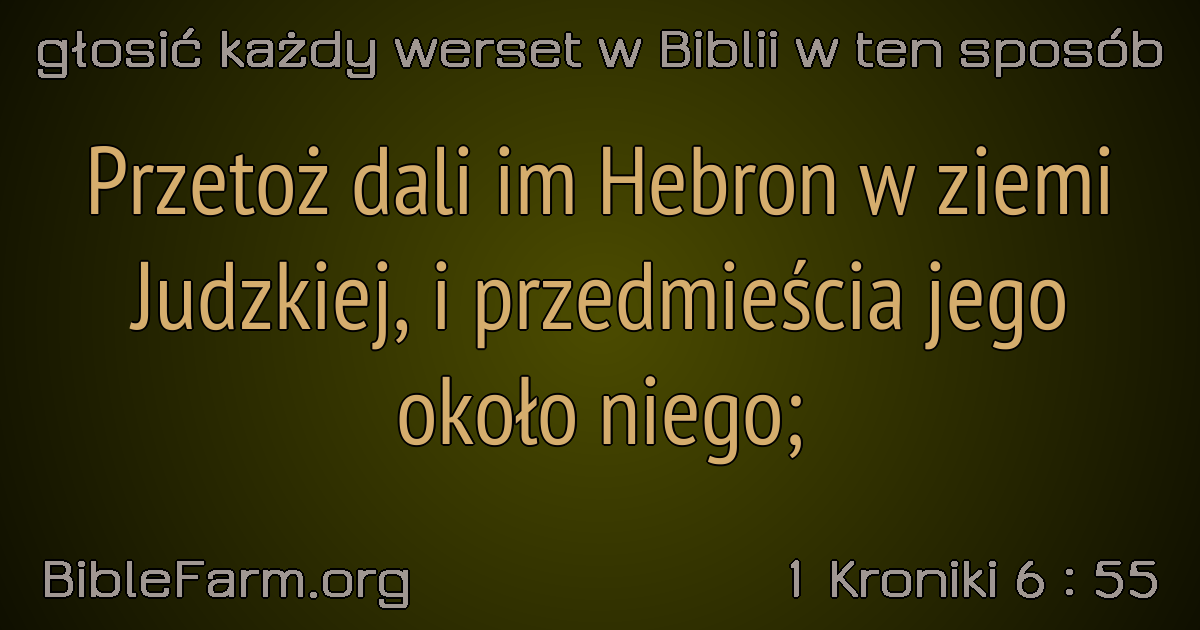 głosić każdy werset w Biblii w ten sposób
Przetoż dali im Hebron w ziemi
Judzkiej, i przedmieścia jego
około niego;
BibleFarm.org
1 Kroniki 6 : 55